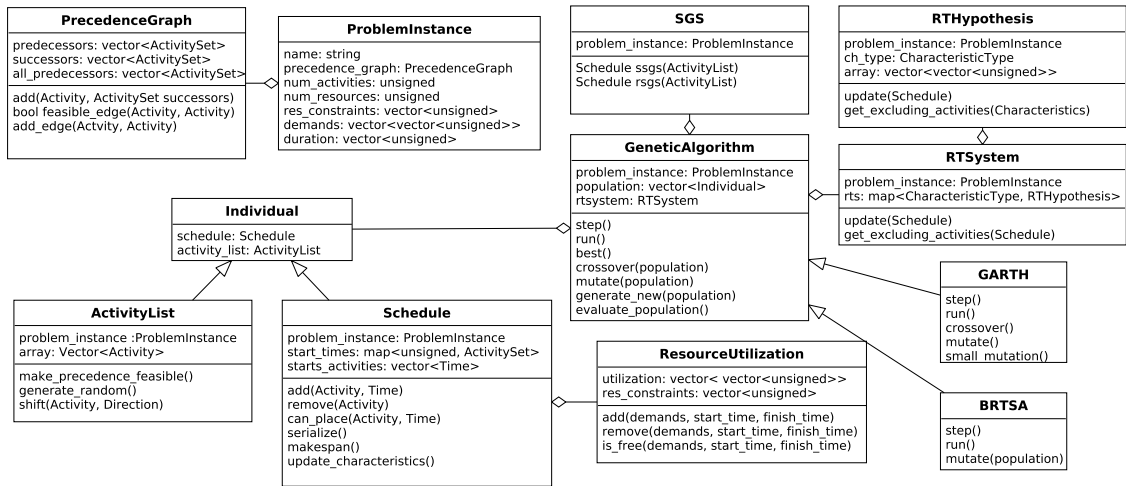 PrecedenceGraph
predecessors: vector<ActivitySet>
successors: vector<ActivitySet>
all_predecessors: vector<ActivitySet>
add(Activity, ActivitySet successors)
bool feasible_edge(Activity, Activity)
add_edge(Actvity, Activity)
ProblemInstance
name: string
precedence_graph: PrecedenceGraph
num_activities: unsigned
num_resources: unsigned
res_constraints: vector<unsigned>
demands: vector<vector<unsigned>>
duration: vector<unsigned>
SGS
problem_instance: ProblemInstance
Schedule ssgs(ActivityList)
Schedule rsgs(ActivityList)
RTHypothesis
problem_instance: ProblemInstance
ch_type: CharacteristicType
array: vector<vector<unsigned>>
update(Schedule)
get_excluding_activities(Characteristics)
GeneticAlgorithm
problem_instance: ProblemInstance
population: vector<Individual>
rtsystem: RTSystem
step()
run()
best()
crossover(population)
mutate(population)
generate_new(population)
evaluate_population()
RTSystem
problem_instance: ProblemInstance
rts: map<CharacteristicType, RTHypothesis>
update(Schedule)
get_excluding_activities(Schedule)
Individual
schedule: Schedule
activity_list: ActivityList
GARTH
step()
run()
crossover()
mutate()
small_mutation()
ActivityList
problem_instance :ProblemInstance
array: Vector<Activity>
make_precedence_feasible()
generate_random()
shift(Activity, Direction)
Schedule
problem_instance: ProblemInstance
start_times: map<unsigned, ActivitySet>
starts_activities: vector<Time>
add(Activity, Time)
remove(Activity)
can_place(Activity, Time)
serialize()
makespan()
update_characteristics()
ResourceUtilization
utilization: vector< vector<unsigned>>
res_constraints: vector<unsigned>
add(demands, start_time, finish_time)
remove(demands, start_time, finish_time)
is_free(demands, start_time, finish_time)
BRTSA
step()
run()
mutate(population)